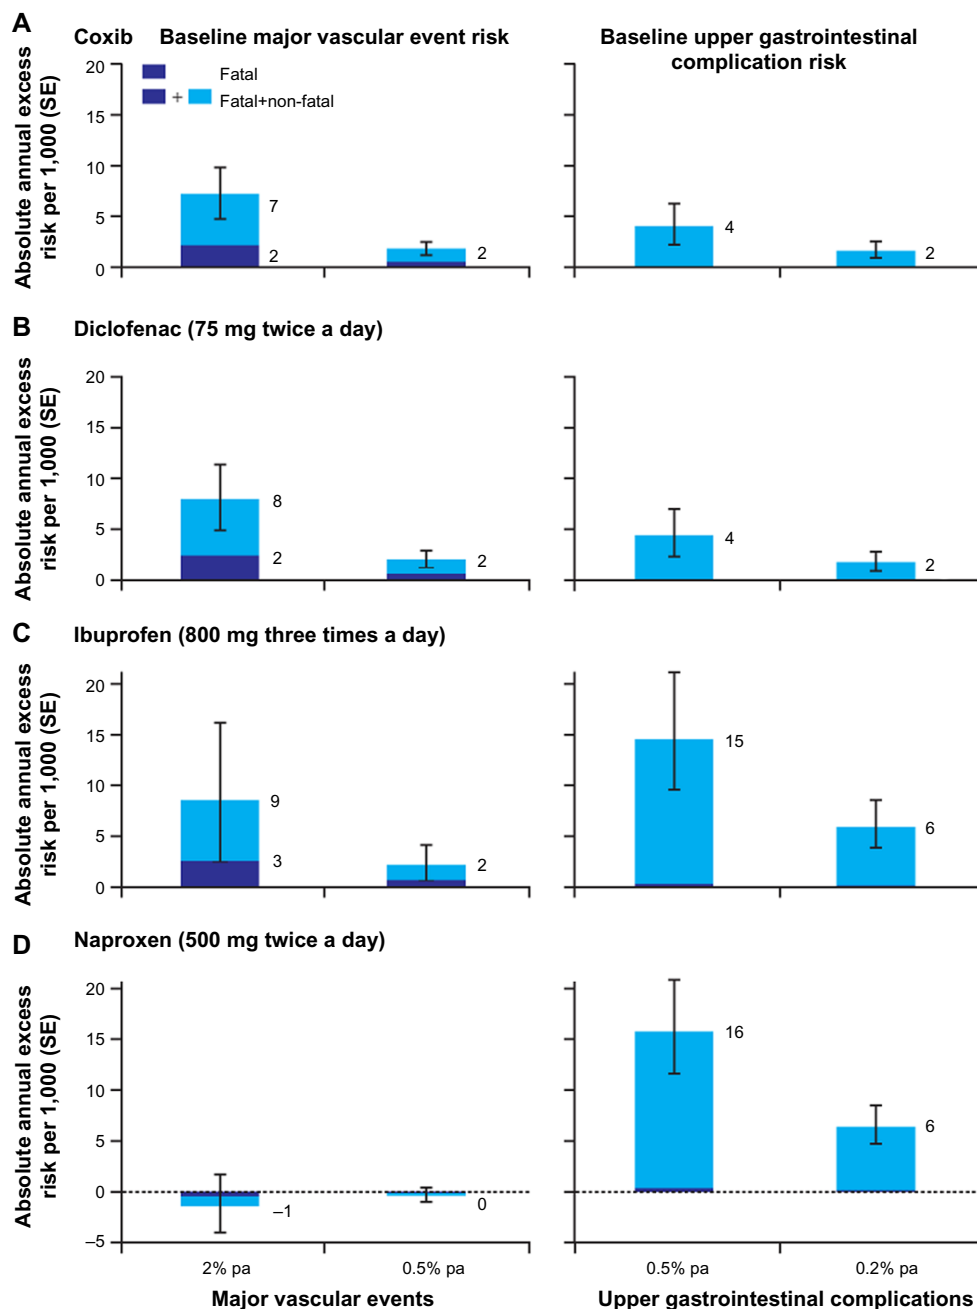 A
Coxib
Baseline major vascular event risk
Baseline upper gastrointestinal
complication risk
Absolute annual excess
risk per 1,000 (SE)
20
15
10
5
0
Fatal
+
Fatal+non-fatal
7
2
2
4
2
B
Diclofenac (75 mg twice a day)
Absolute annual excess
risk per 1,000 (SE)
20
15
10
5
0
8
2
2
4
2
C
Ibuprofen (800 mg three times a day)
Absolute annual excess
risk per 1,000 (SE)
20
15
10
5
0
9
3
2
15
6
D
Naproxen (500 mg twice a day)
Absolute annual excess
risk per 1,000 (SE)
20
15
10
5
0
–5
–1
0
16
6
2% pa
0.5% pa
0.5% pa
0.2% pa
Major vascular events
Upper gastrointestinal complications